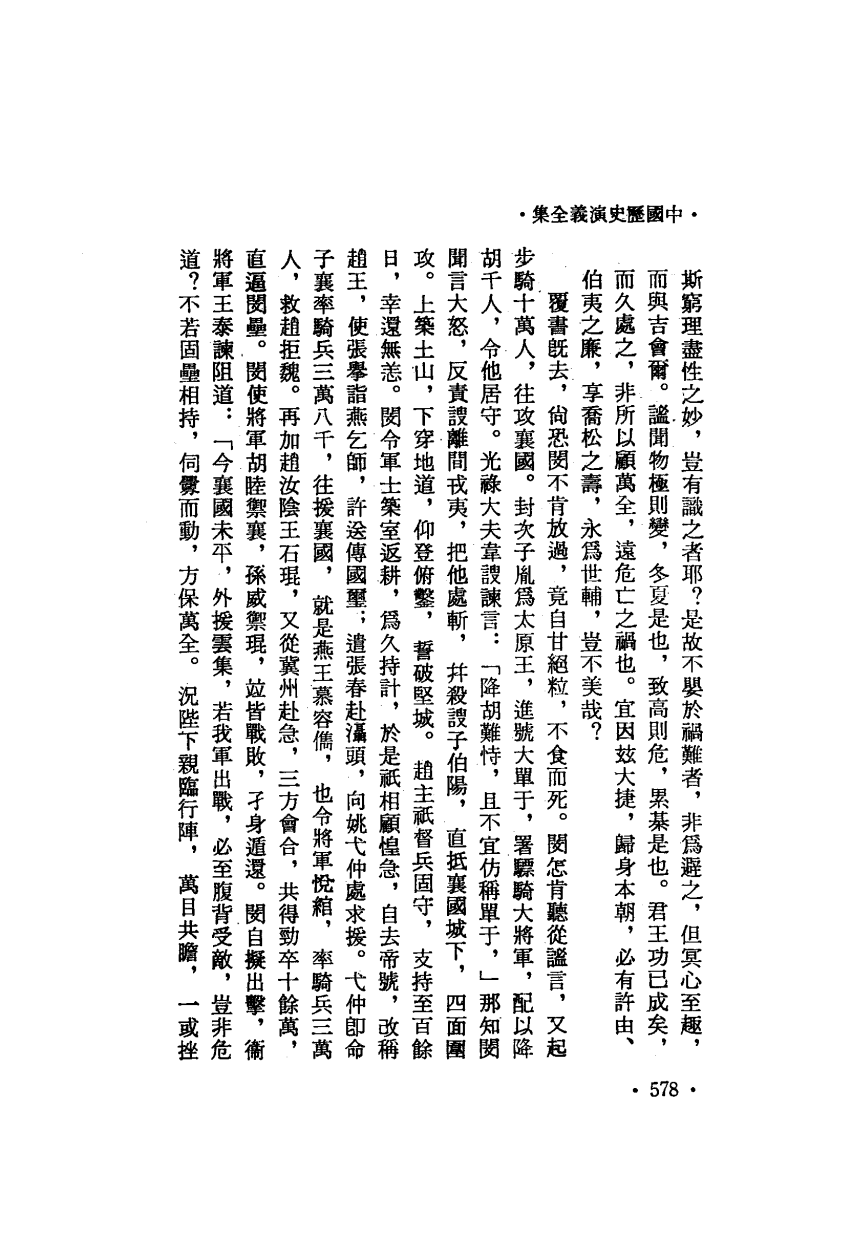 ・中國歷史演義全集・
斯窮理盡性之妙，豈有識之者耶？是故不嬰於禍難者，非爲避之，但冥心至趣，
而與吉會爾。謐聞物極則變，冬夏是也，致高則危，累棊是也。君王功已成矣，
而久處之，非所以顧萬全，遠危亡之禍也。宜因茲大捷，歸身本朝，必有許由、
伯夷之廉，享喬松之壽，永爲世輔，豈不美哉？
覆書旣去，尙恐閔不肯放過，竟自甘絕粒，不食而死。閔怎肯聽從謐言，又起
步騎十萬人，往攻襄國。封次子胤爲太原王，進號大單于，署驃騎大將軍，配以降
胡千人，令他居守。光祿大夫韋謏諫言：「降胡難恃，且不宜仿稱單于，」那知閔
聞言大怒，反責謏離間戎夷，把他處斬，幷殺謏子伯陽，直抵襄國城下，四面圍
攻。上築土山，下穿地道，仰登俯鑿，誓破堅城。趙主祇督兵固守，支持至百餘
日，幸還無恙。閔令軍士築室返耕，爲久持計，於是祇相顧惶急，自去帝號，改稱
趙王，使張擧詣燕乞師，許送傳國璽；遣張春赴灄頭，向姚弋仲處求援。弋仲卽命
子襄率騎兵三萬八千，往援襄國，就是燕王慕容儁，也令將軍悅綰，率騎兵三萬
人，救趙拒魏。再加趙汝陰王石琨，又從冀州赴急，三方會合，共得勁卒十餘萬，
直逼閔壘。閔使將軍胡睦禦襄，孫威禦琨，竝皆戰敗，孑身遁還。閔自擬出擊，衞
將軍王泰諫阻道：「今襄國未平，外援雲集，若我軍出戰，必至腹背受敵，豈非危
道？不若固壘相持，伺釁而動，方保萬全。況陛下親臨行陣，萬目共瞻，一或挫
・578・